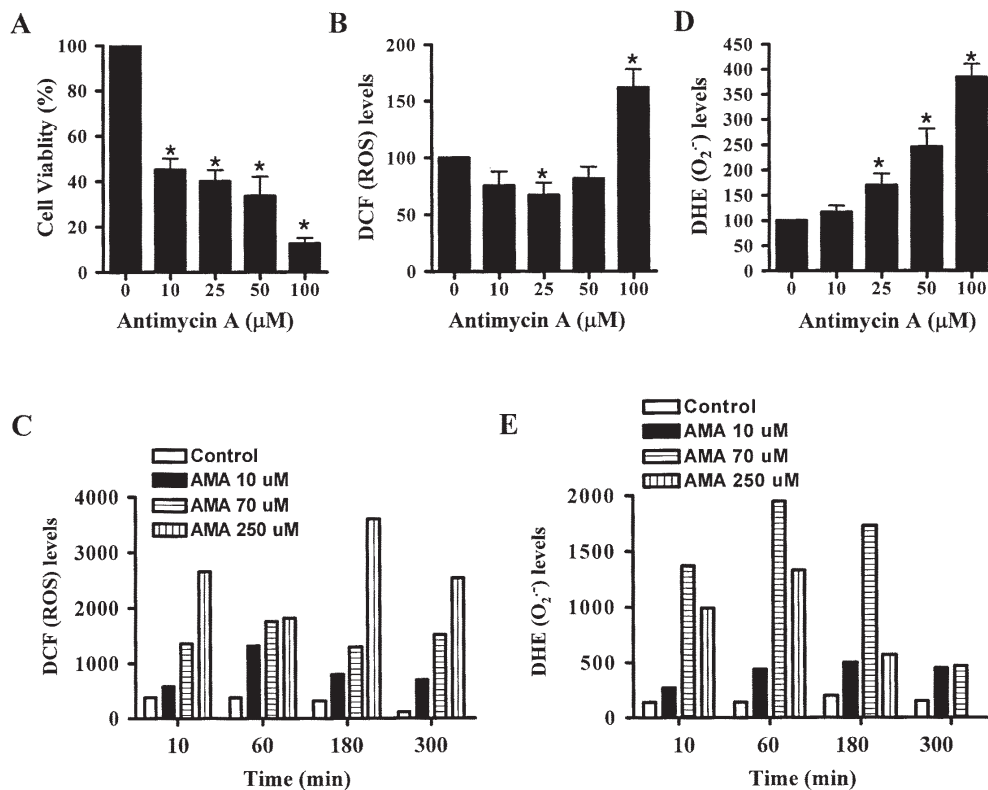 A
Cell Viablity (%)
100
80
60
40
20
0
*
*
*
*
0 10 25 50 100
Antimycin A (μM)
B
DCF (ROS) levels
200
150
100
50
0
*
*
0 10 25 50 100
Antimycin A (μM)
D
DHE (O₂·⁻) levels
450
400
350
300
250
200
150
100
50
0
*
*
*
0 10 25 50 100
Antimycin A (μM)
C
Control
AMA 10 uM
AMA 70 uM
AMA 250 uM
DCF (ROS) levels
4000
3000
2000
1000
0
10 60 180 300
Time (min)
E
Control
AMA 10 uM
AMA 70 uM
AMA 250 uM
DHE (O₂·⁻) levels
2000
1500
1000
500
0
10 60 180 300
Time (min)